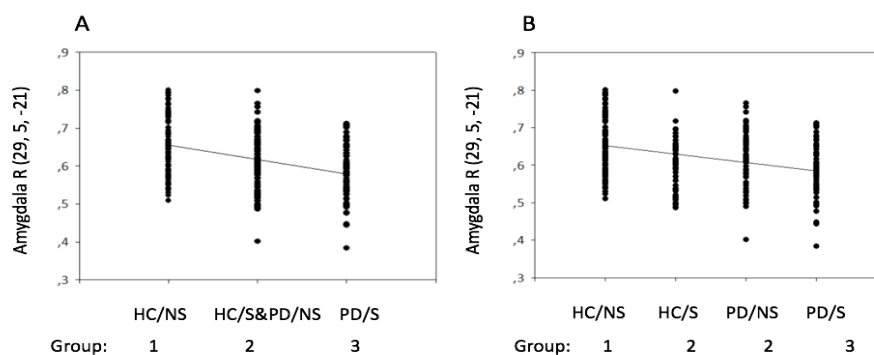 A
,9
,8
,7
,6
,5
,4
,3
Amygdala R (29, 5, -21)
HC/NS HC/S&PD/NS PD/S
Group: 1 2 3
B
,9
,8
,7
,6
,5
,4
,3
Amygdala R (29, 5, -21)
HC/NS HC/S PD/NS PD/S
Group: 1 2 2 3